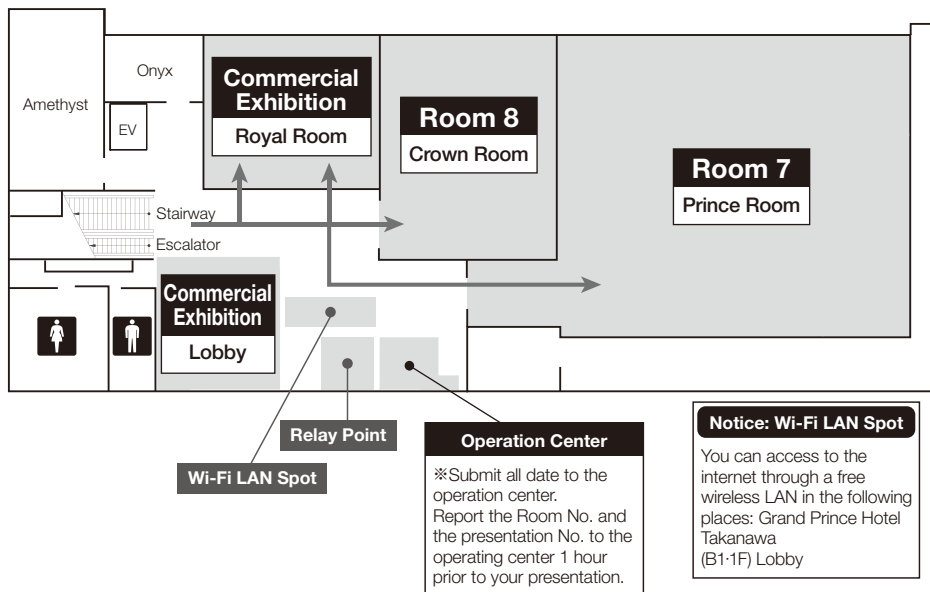 Onyx
Amethyst
EV
Commercial
Exhibition
Royal Room
Room 8
Crown Room
Room 7
Prince Room
Stairway
Escalator
Commercial
Exhibition
Lobby
Relay Point
Wi-Fi LAN Spot
Operation Center
※Submit all date to the
operation center.
Report the Room No. and
the presentation No. to the
operating center 1 hour
prior to your presentation.
Notice: Wi-Fi LAN Spot
You can access to the
internet through a free
wireless LAN in the following
places: Grand Prince Hotel
Takanawa
(B1·1F) Lobby